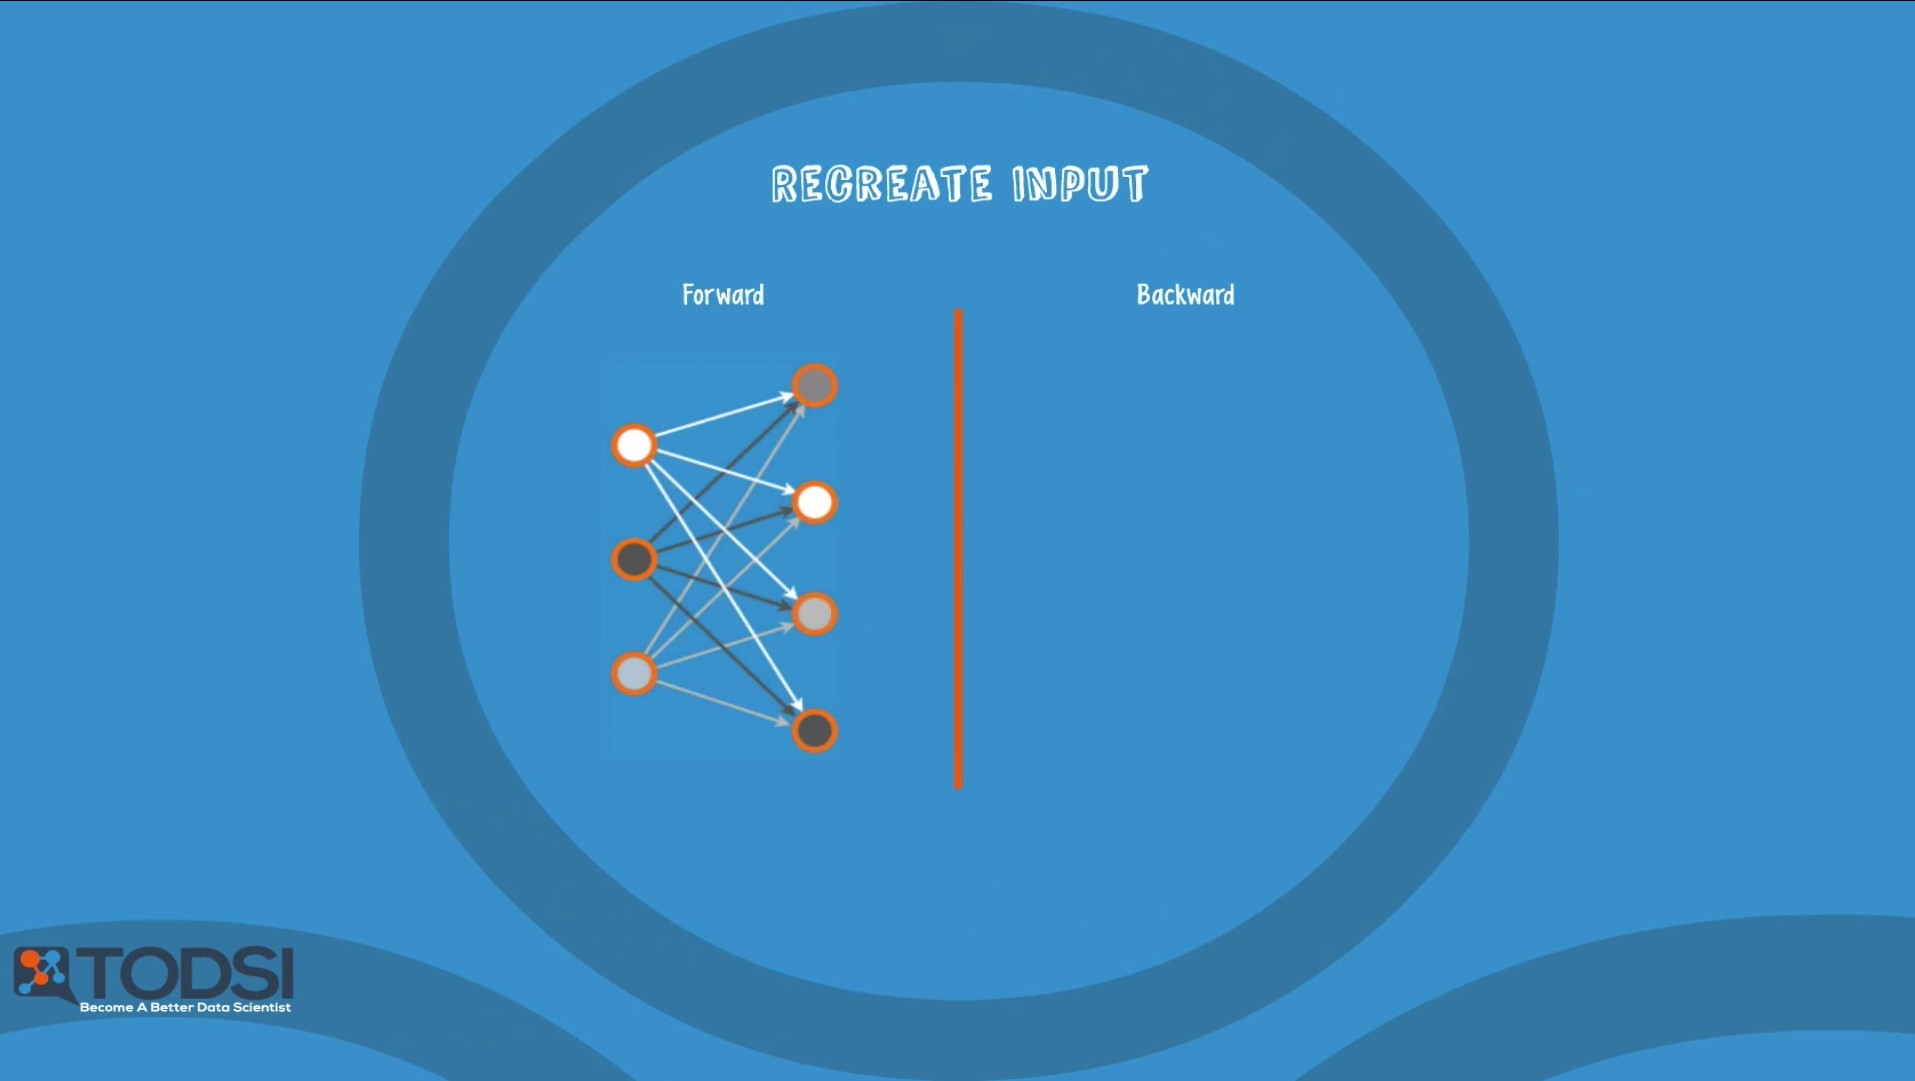 RECREATE INPUT
Forward
Backward
TODSI
Become A Better Data Scientist